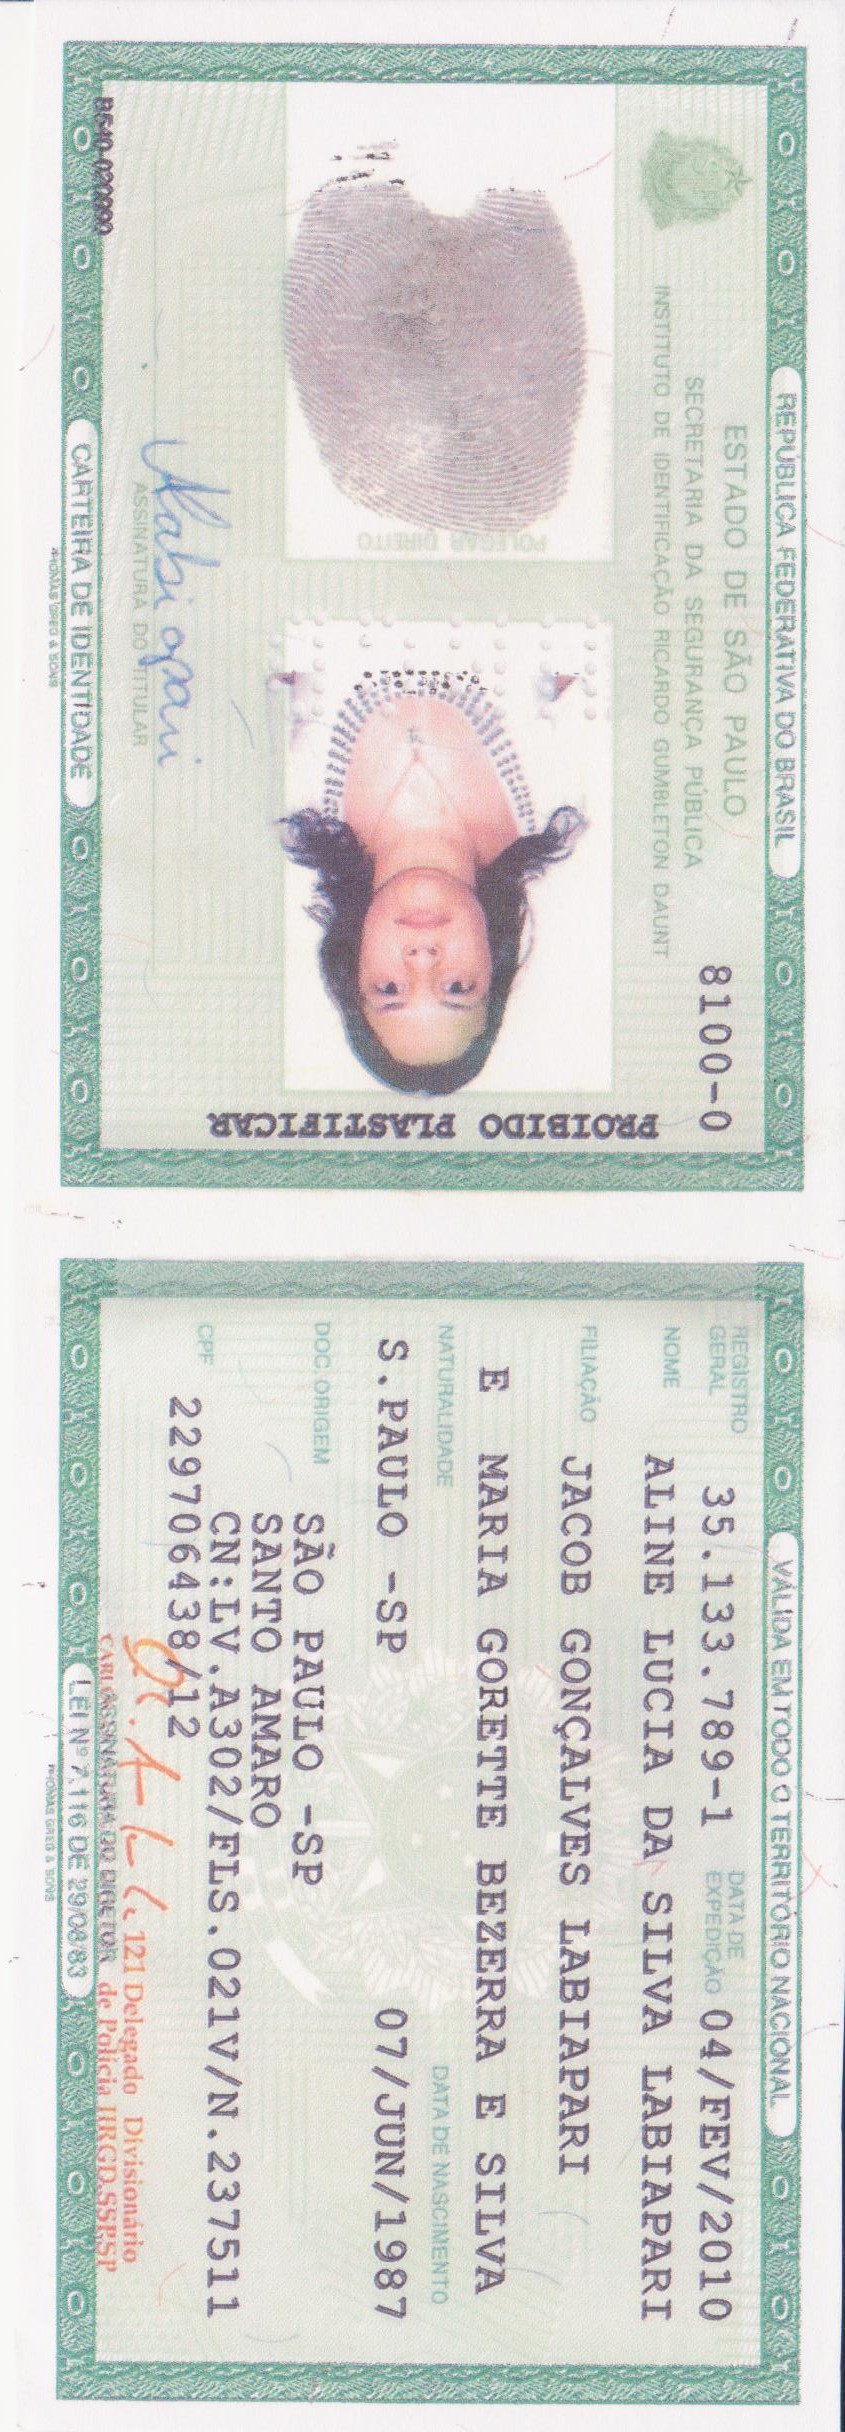 REPÚBLICA FEDERATIVA DO BRASIL
ESTADO DE SÃO PAULO
SECRETARIA DA SEGURANÇA PÚBLICA
INSTITUTO DE IDENTIFICAÇÃO RICARDO GUMBLETON DAUNT
8100-0
PROIBIDO PLASTIFICAR
POLEGAR DIREITO
Labiapari
ASSINATURA DO TITULAR
CARTEIRA DE IDENTIDADE
THOMAS GREG & SONS
VÁLIDA EM TODO O TERRITÓRIO NACIONAL
REGISTRO GERAL 35.133.789-1 DATA DE EXPEDIÇÃO 04/FEV/2010
NOME ALINE LUCIA DA SILVA LABIAPARI
FILIAÇÃO JACOB GONÇALVES LABIAPARI
E MARIA GORETTE BEZERRA E SILVA
NATURALIDADE DATA DE NASCIMENTO
S.PAULO -SP 07/JUN/1987
DOC. ORIGEM SÃO PAULO -SP
SANTO AMARO
CN:LV.A302/FLS.021V/N.237511
CPF 229706438/12
121 Delegado Divisionário
ASSINATURA DO DIRETOR de Polícia IIRGD.SSP.SP
LEI Nº 7.116 DE 29/08/83
THOMAS GREG & SONS